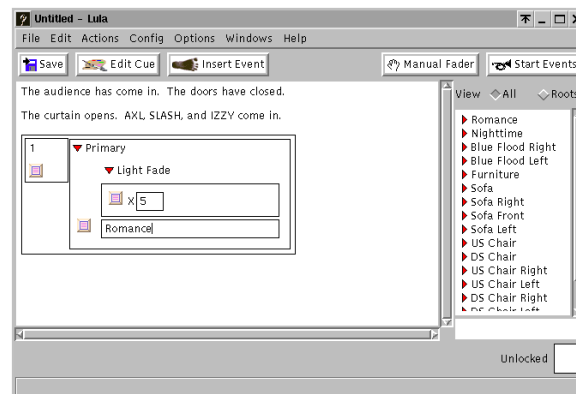 Untitled - Lula
File Edit Actions Config Options Windows Help
Save Edit Cue Insert Event Manual Fader Start Events
The audience has come in. The doors have closed.
The curtain opens. AXL, SLASH, and IZZY come in.
1
Primary
Light Fade
X 5
Romance
View All Roots
Romance
Nighttime
Blue Flood Right
Blue Flood Left
Furniture
Sofa
Sofa Right
Sofa Front
Sofa Left
US Chair
DS Chair
US Chair Right
US Chair Left
DS Chair Right
DS Chair Left
Unlocked